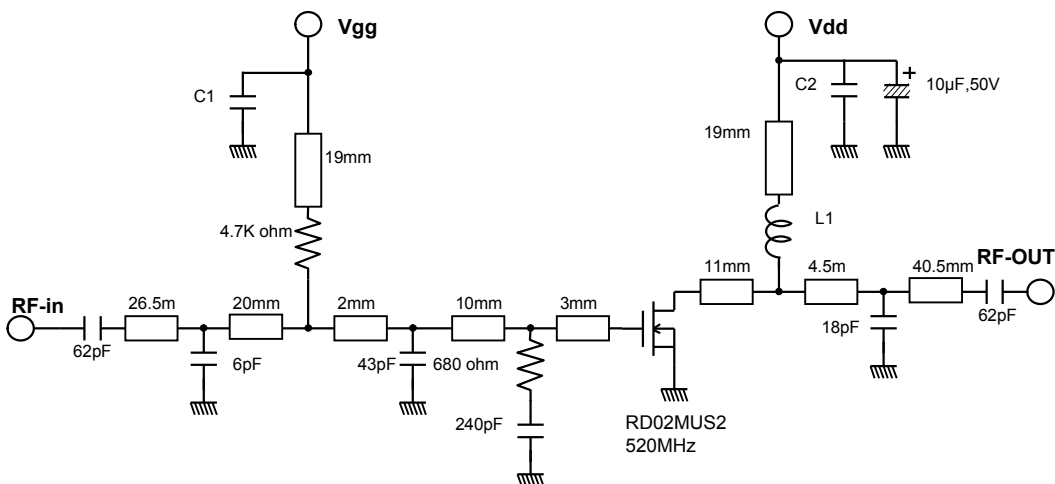 Vgg
Vdd
C1
C2
10µF,50V
19mm
19mm
4.7K ohm
L1
RF-in
26.5m
20mm
2mm
10mm
3mm
11mm
4.5m
40.5mm
RF-OUT
62pF
6pF
43pF
680 ohm
18pF
62pF
240pF
RD02MUS2
520MHz